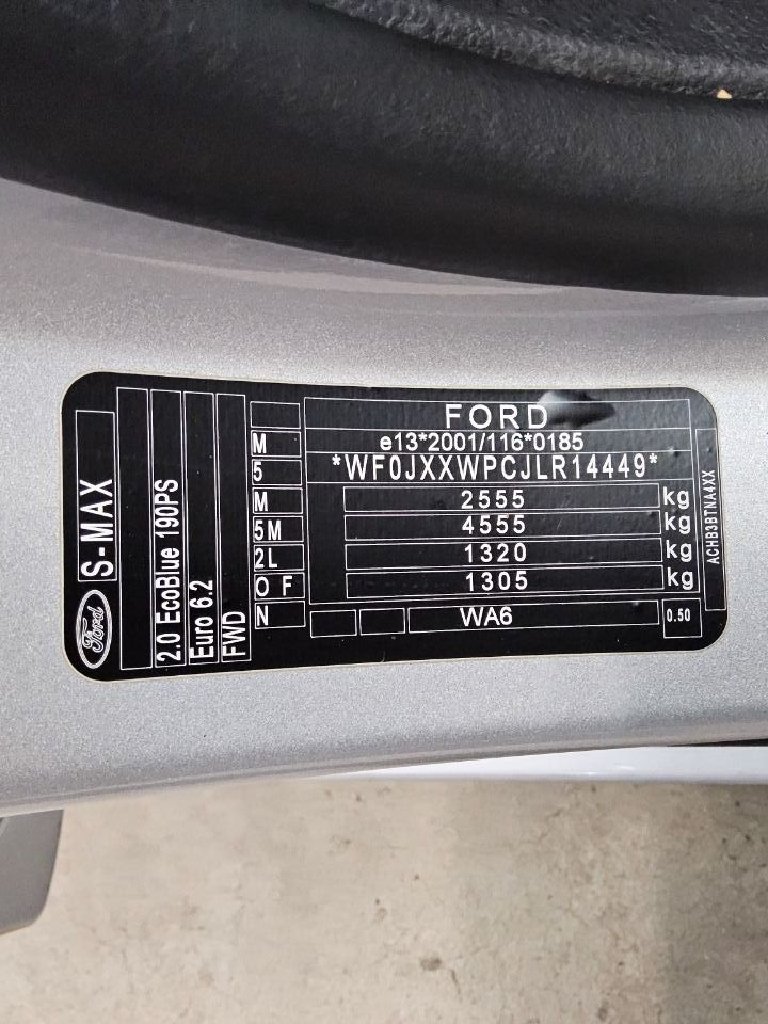 FORD
e13*2001/116*0185
*WF0JXXWPCJLR14449*
2555 kg
4555 kg
1320 kg
1305 kg
WA6
0.50
M
5
M
5M
2L
O F
N
Ford
S-MAX
2.0 EcoBlue 190PS
Euro 6.2
FWD
ACHB3BTNA4XX